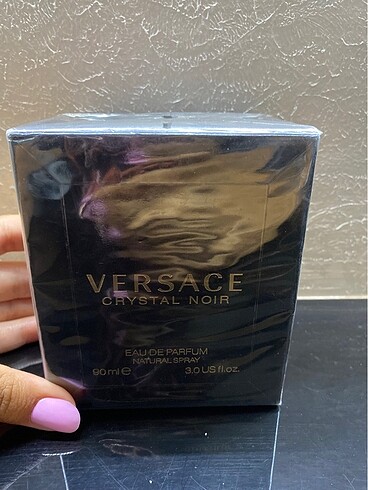 VERSACE
CRYSTAL NOIR
EAU DE PARFUM
NATURAL SPRAY
90 ml ℮ 3.0 US fl.oz.